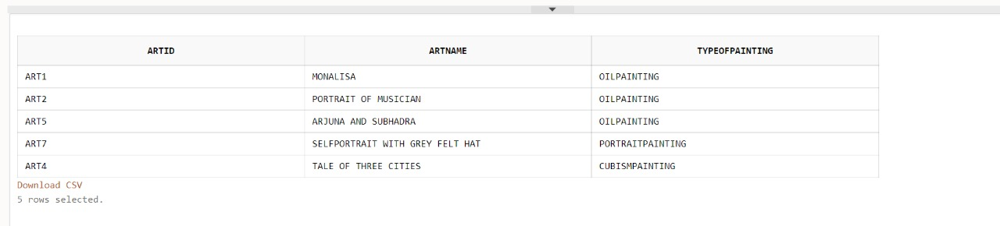 ARTID ARTNAME TYPEOFPAINTING
ART1 MONALISA OILPAINTING
ART2 PORTRAIT OF MUSICIAN OILPAINTING
ART5 ARJUNA AND SUBHADRA OILPAINTING
ART7 SELFPORTRAIT WITH GREY FELT HAT PORTRAITPAINTING
ART4 TALE OF THREE CITIES CUBISMPAINTING
Download CSV
5 rows selected.